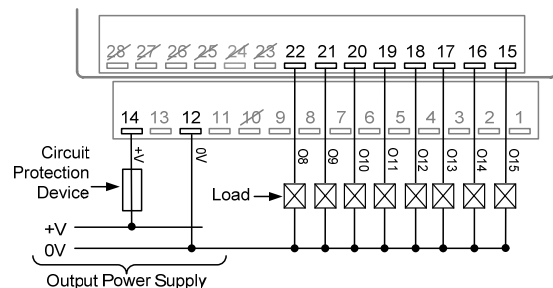 28 27 26 25 24 23 22 21 20 19 18 17 16 15
14 13 12 11 10 9 8 7 6 5 4 3 2 1
+V 0V O8 O9 O10 O11 O12 O13 O14 O15
Circuit
Protection
Device
Load
+V
0V
Output Power Supply